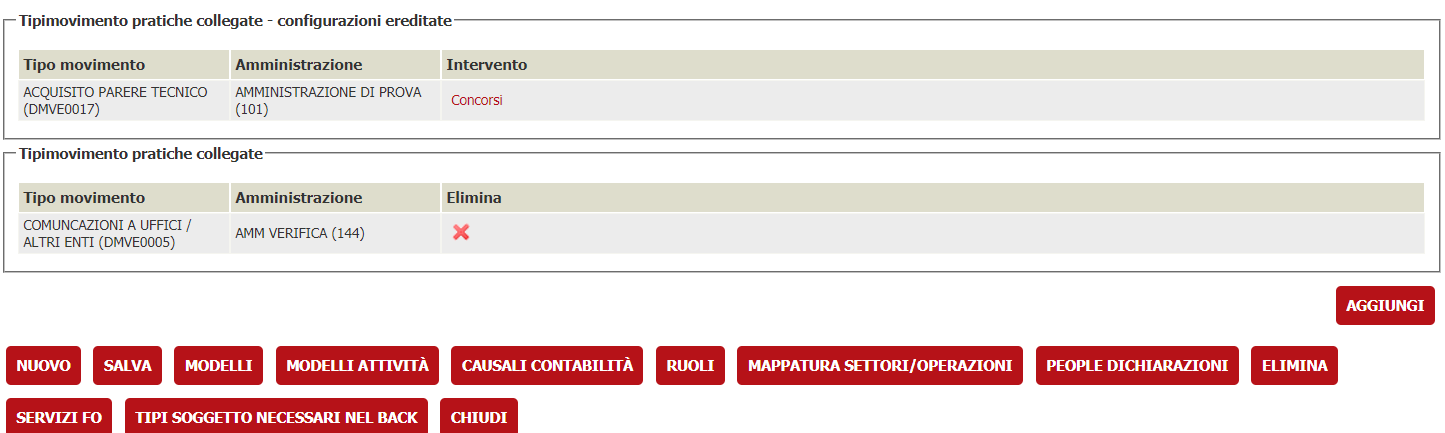 Tipimovimento pratiche collegate - configurazioni ereditate
Tipo movimento Amministrazione Intervento
ACQUISITO PARERE TECNICO AMMINISTRAZIONE DI PROVA Concorsi
(DMVE0017) (101)
Tipimovimento pratiche collegate
Tipo movimento Amministrazione Elimina
COMUNCAZIONI A UFFICI / AMM VERIFICA (144)
ALTRI ENTI (DMVE0005)
AGGIUNGI
NUOVO SALVA MODELLI MODELLI ATTIVITÀ CAUSALI CONTABILITÀ RUOLI MAPPATURA SETTORI/OPERAZIONI PEOPLE DICHIARAZIONI ELIMINA
SERVIZI FO TIPI SOGGETTO NECESSARI NEL BACK CHIUDI